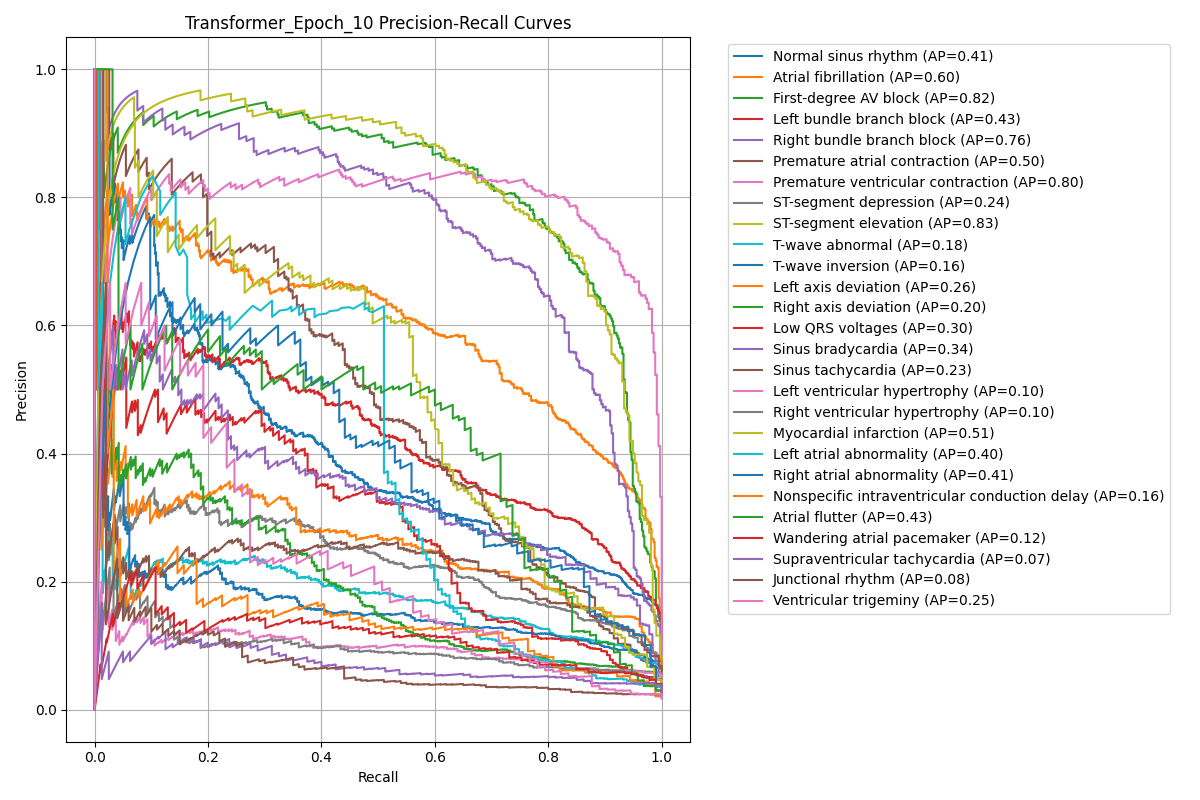 Transformer_Epoch_10 Precision-Recall Curves
Precision
1.0
0.8
0.6
0.4
0.2
0.0
0.0 0.2 0.4 0.6 0.8 1.0
Recall
Normal sinus rhythm (AP=0.41)
Atrial fibrillation (AP=0.60)
First-degree AV block (AP=0.82)
Left bundle branch block (AP=0.43)
Right bundle branch block (AP=0.76)
Premature atrial contraction (AP=0.50)
Premature ventricular contraction (AP=0.80)
ST-segment depression (AP=0.24)
ST-segment elevation (AP=0.83)
T-wave abnormal (AP=0.18)
T-wave inversion (AP=0.16)
Left axis deviation (AP=0.26)
Right axis deviation (AP=0.20)
Low QRS voltages (AP=0.30)
Sinus bradycardia (AP=0.34)
Sinus tachycardia (AP=0.23)
Left ventricular hypertrophy (AP=0.10)
Right ventricular hypertrophy (AP=0.10)
Myocardial infarction (AP=0.51)
Left atrial abnormality (AP=0.40)
Right atrial abnormality (AP=0.41)
Nonspecific intraventricular conduction delay (AP=0.16)
Atrial flutter (AP=0.43)
Wandering atrial pacemaker (AP=0.12)
Supraventricular tachycardia (AP=0.07)
Junctional rhythm (AP=0.08)
Ventricular trigeminy (AP=0.25)